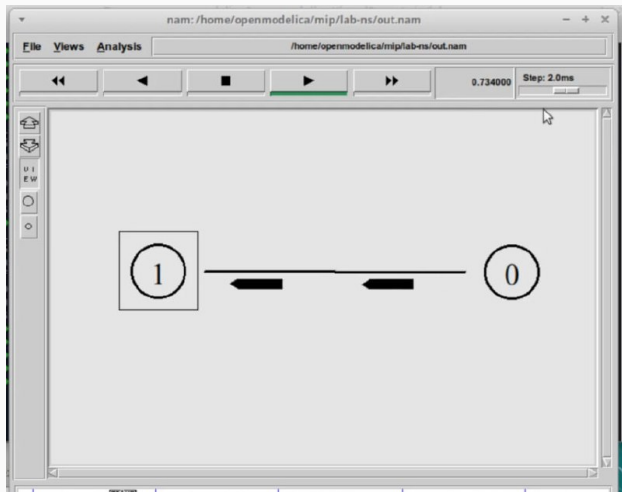 nam: /home/openmodelica/mip/lab-ns/out.nam
File Views Analysis /home/openmodelica/mip/lab-ns/out.nam
0.734000 Step: 2.0ms
V I
E W
1 0